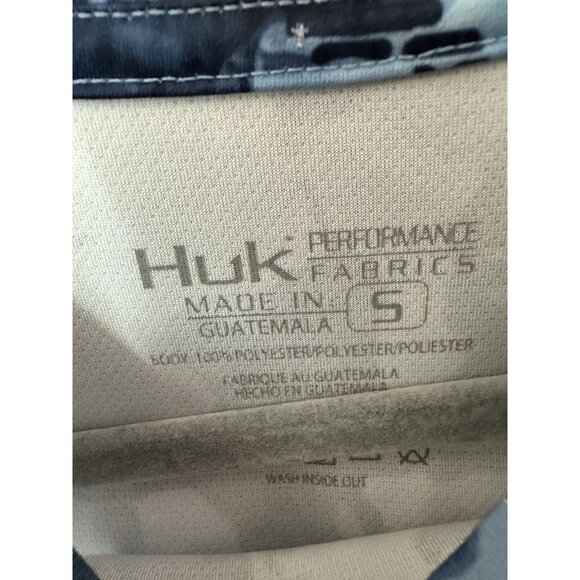 Huk PERFORMANCE FABRICS
MADE IN: S
GUATEMALA
100% POLYESTER/POLYESTER/POLIESTER
FABRIQUE AU GUATEMALA
HECHO EN GUATEMALA
WASH INSIDE OUT